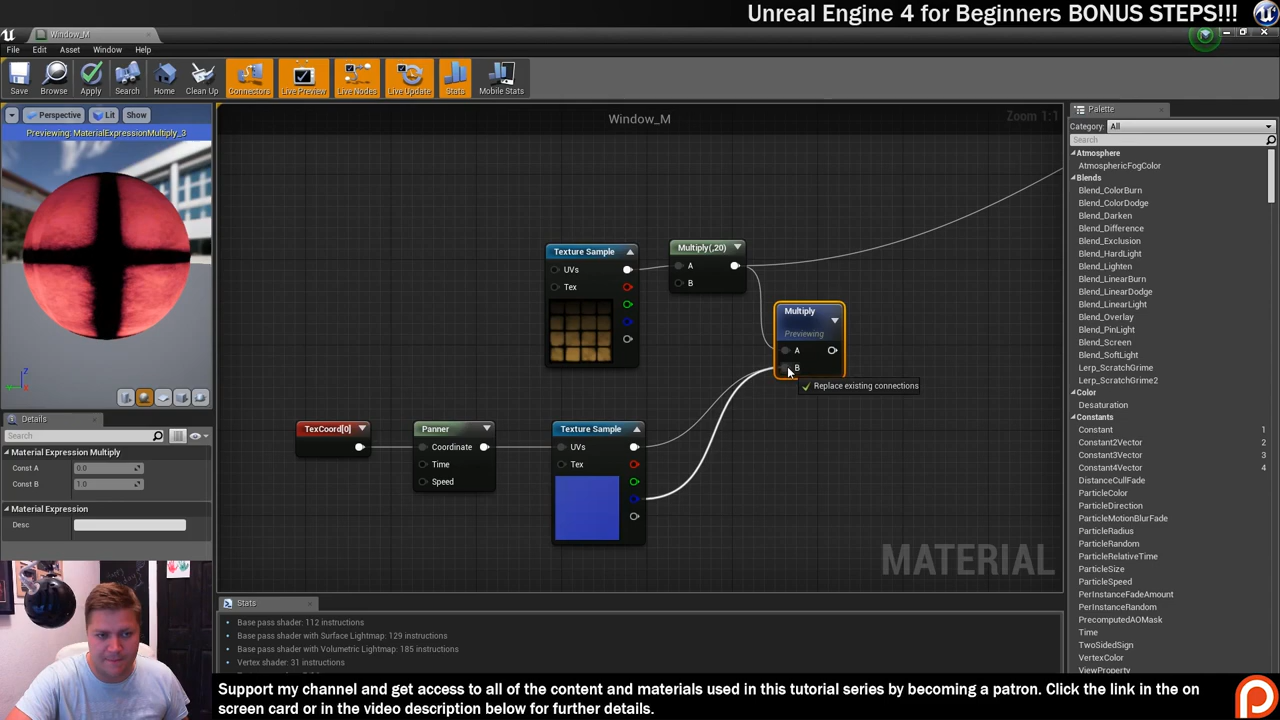 Unreal Engine 4 for Beginners BONUS STEPS!!!
Window_M
File Edit Asset Window Help
Save Browse Apply Search Home Clean Up Connectors Live Preview Live Nodes Live Update Stats Mobile Stats
Perspective Lit Show
Previewing: MaterialExpressionMultiply_3
Window_M
Zoom 1:1
Texture Sample
UVs
Tex
Multiply(,20)
A
B
Multiply
Previewing
A
B
Replace existing connections
TexCoord[0]
Panner
Coordinate
Time
Speed
Texture Sample
UVs
Tex
MATERIAL
Details
Search
Material Expression Multiply
Const A 0.0
Const B 1.0
Material Expression
Desc
Stats
Base pass shader: 112 instructions
Base pass shader with Surface Lightmap: 129 instructions
Base pass shader with Volumetric Lightmap: 185 instructions
Vertex shader: 31 instructions
Palette
Category: All
Search
Atmosphere
AtmosphericFogColor
Blends
Blend_ColorBurn
Blend_ColorDodge
Blend_Darken
Blend_Difference
Blend_Exclusion
Blend_HardLight
Blend_Lighten
Blend_LinearBurn
Blend_LinearDodge
Blend_LinearLight
Blend_Overlay
Blend_PinLight
Blend_Screen
Blend_SoftLight
Lerp_ScratchGrime
Lerp_ScratchGrime2
Color
Desaturation
Constants
Constant 1
Constant2Vector 2
Constant3Vector 3
Constant4Vector 4
DistanceCullFade
ParticleColor
ParticleDirection
ParticleMotionBlurFade
ParticleRadius
ParticleRandom
ParticleRelativeTime
ParticleSize
ParticleSpeed
PerInstanceFadeAmount
PerInstanceRandom
PrecomputedAOMask
Time
TwoSidedSign
VertexColor
ViewProperty
Support my channel and get access to all of the content and materials used in this tutorial series by becoming a patron. Click the link in the on
screen card or in the video description below for further details.